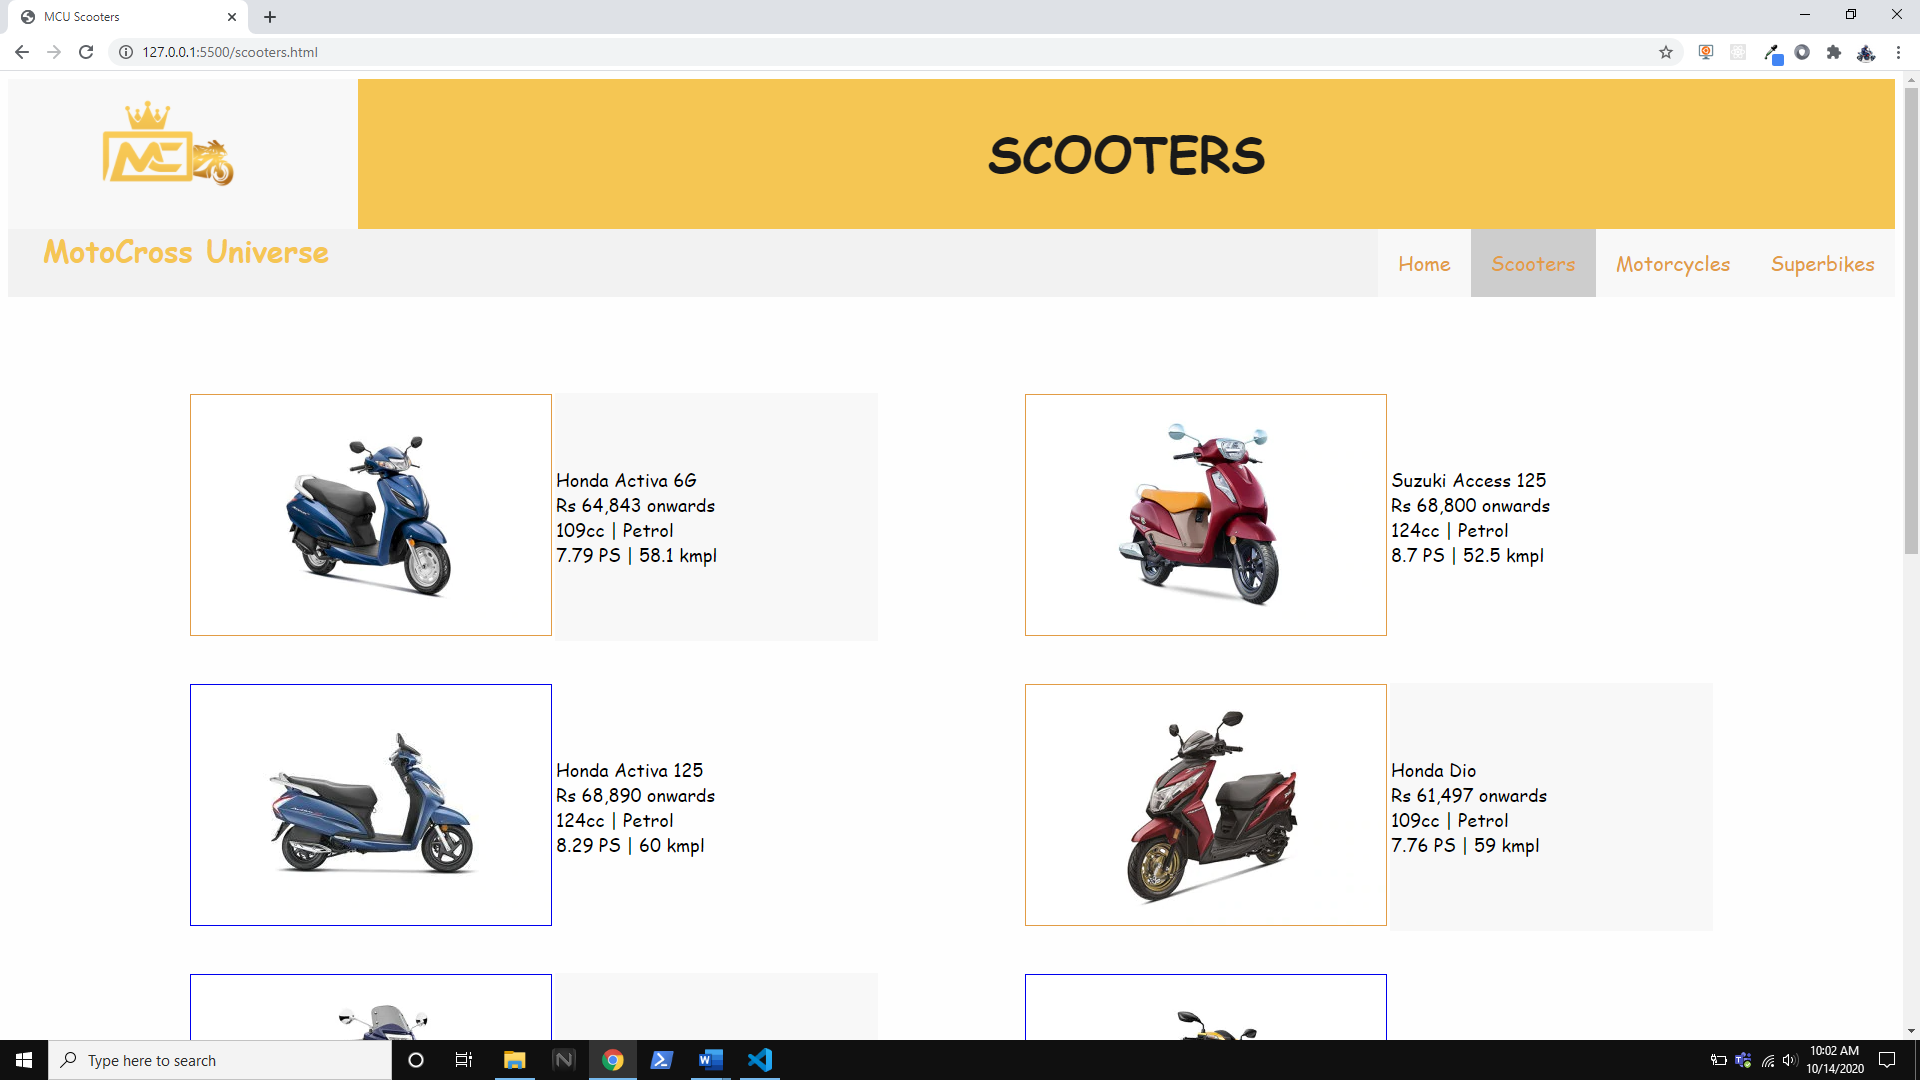 MCU Scooters
127.0.0.1:5500/scooters.html
MC
SCOOTERS
MotoCross Universe
Home
Scooters
Motorcycles
Superbikes
Honda Activa 6G
Rs 64,843 onwards
109cc | Petrol
7.79 PS | 58.1 kmpl
Suzuki Access 125
Rs 68,800 onwards
124cc | Petrol
8.7 PS | 52.5 kmpl
Honda Activa 125
Rs 68,890 onwards
124cc | Petrol
8.29 PS | 60 kmpl
Honda Dio
Rs 61,497 onwards
109cc | Petrol
7.76 PS | 59 kmpl
Type here to search
10:02 AM
10/14/2020